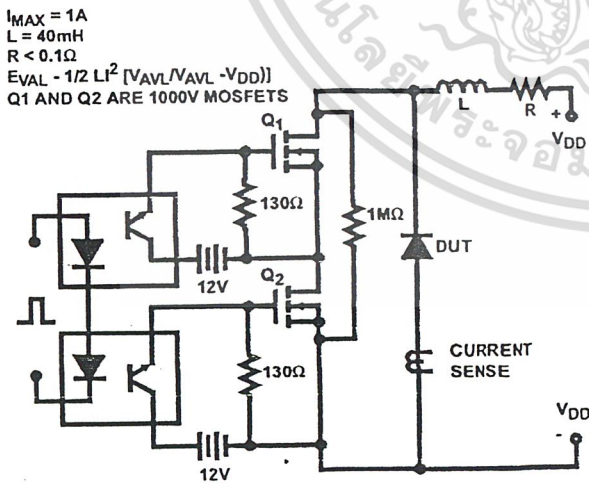 IMAX = 1A
L = 40mH
R < 0.1Ω
EVAL - 1/2 LI² [VAVL/VAVL -VDD)]
Q1 AND Q2 ARE 1000V MOSFETS
L
R
+
VDD
Q1
130Ω
1MΩ
DUT
12V
Q2
130Ω
CURRENT
SENSE
VDD
-
12V